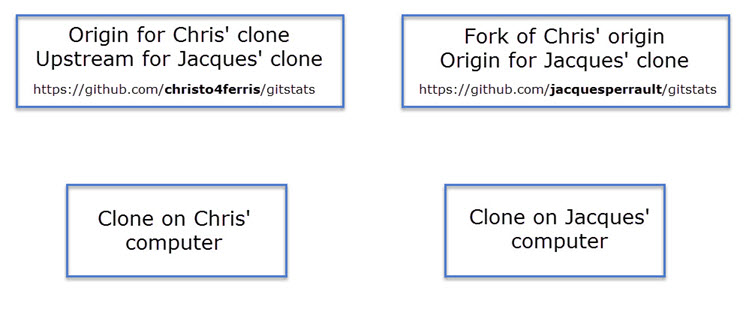 Origin for Chris' clone
Upstream for Jacques' clone
https://github.com/christo4ferris/gitstats
Fork of Chris' origin
Origin for Jacques' clone
https://github.com/jacquesperrault/gitstats
Clone on Chris'
computer
Clone on Jacques'
computer